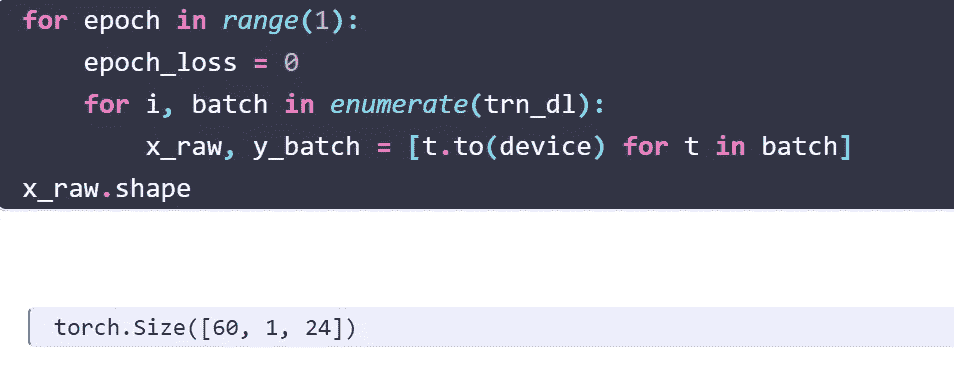 for epoch in range(1):
    epoch_loss = 0
    for i, batch in enumerate(trn_dl):
        x_raw, y_batch = [t.to(device) for t in batch]
x_raw.shape
torch.Size([60, 1, 24])